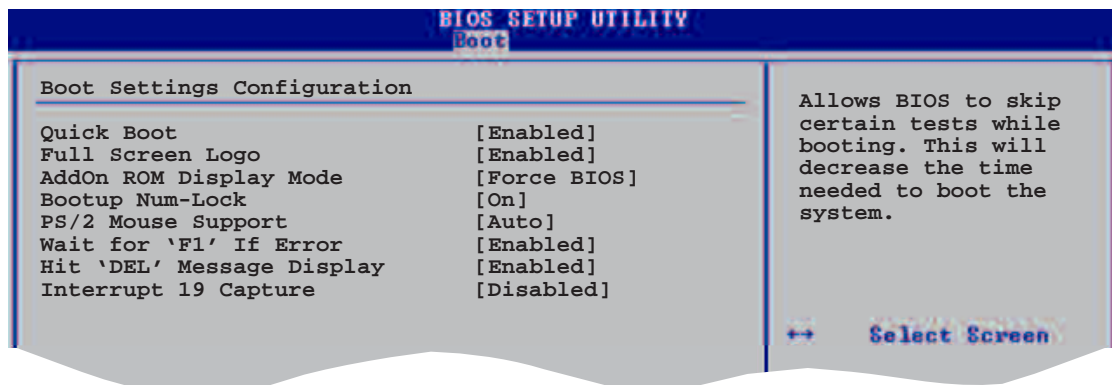 BIOS SETUP UTILITY
Boot
Boot Settings Configuration
Quick Boot [Enabled]
Full Screen Logo [Enabled]
AddOn ROM Display Mode [Force BIOS]
Bootup Num-Lock [On]
PS/2 Mouse Support [Auto]
Wait for ‘F1’ If Error [Enabled]
Hit ‘DEL’ Message Display [Enabled]
Interrupt 19 Capture [Disabled]
Allows BIOS to skip
certain tests while
booting. This will
decrease the time
needed to boot the
system.
↔ Select Screen